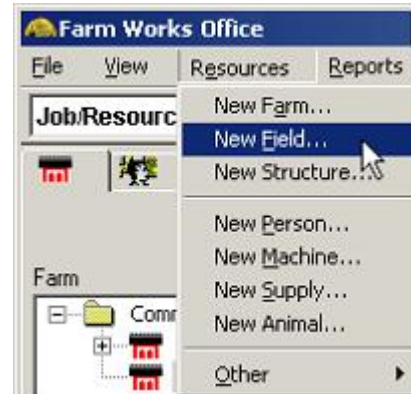 Farm Works Office
File View Resources Reports
Job/Resourc
New Farm...
New Field...
New Structure...
New Person...
New Machine...
New Supply...
New Animal...
Other
Farm
Comm